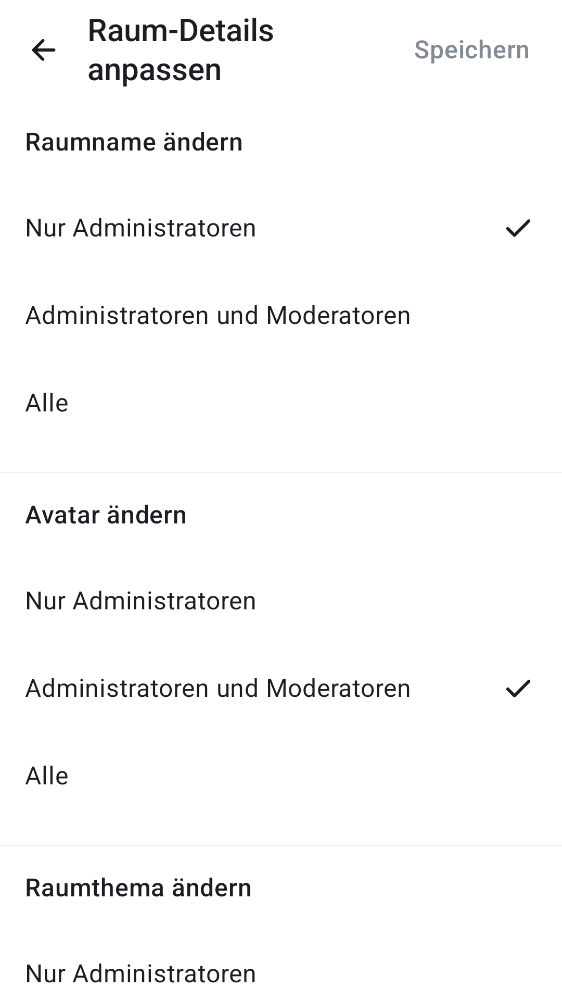 Raum-Details
anpassen
Speichern
Raumname ändern
Nur Administratoren
Administratoren und Moderatoren
Alle
Avatar ändern
Nur Administratoren
Administratoren und Moderatoren
Alle
Raumthema ändern
Nur Administratoren